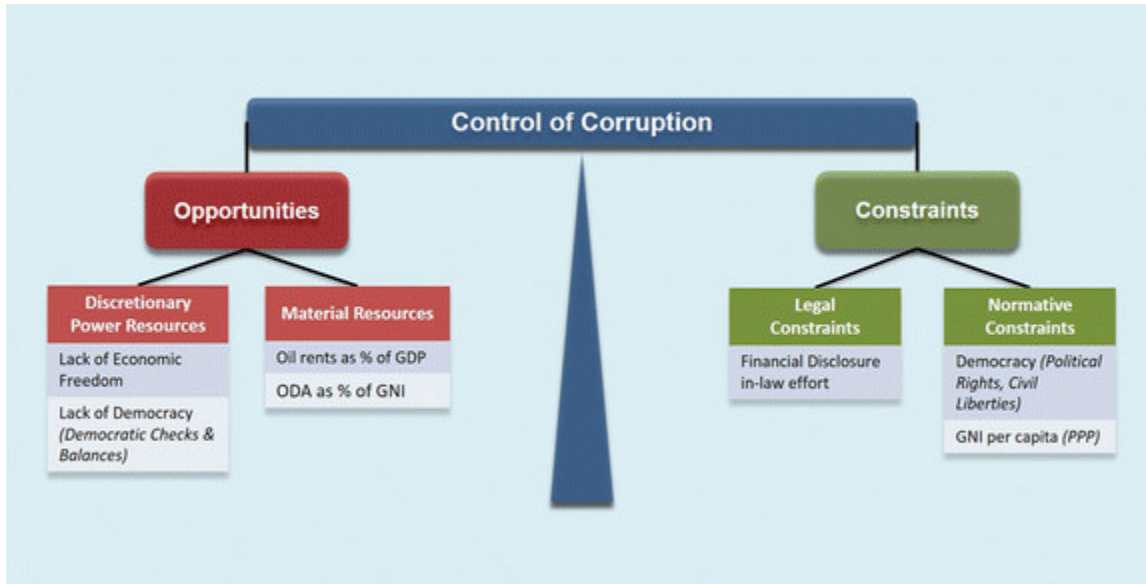 Control of Corruption
Opportunities
Discretionary
Power Resources
Lack of Economic
Freedom
Lack of Democracy
(Democratic Checks &
Balances)
Material Resources
Oil rents as % of GDP
ODA as % of GNI
Constraints
Legal
Constraints
Financial Disclosure
in-law effort
Normative
Constraints
Democracy (Political
Rights, Civil
Liberties)
GNI per capita (PPP)